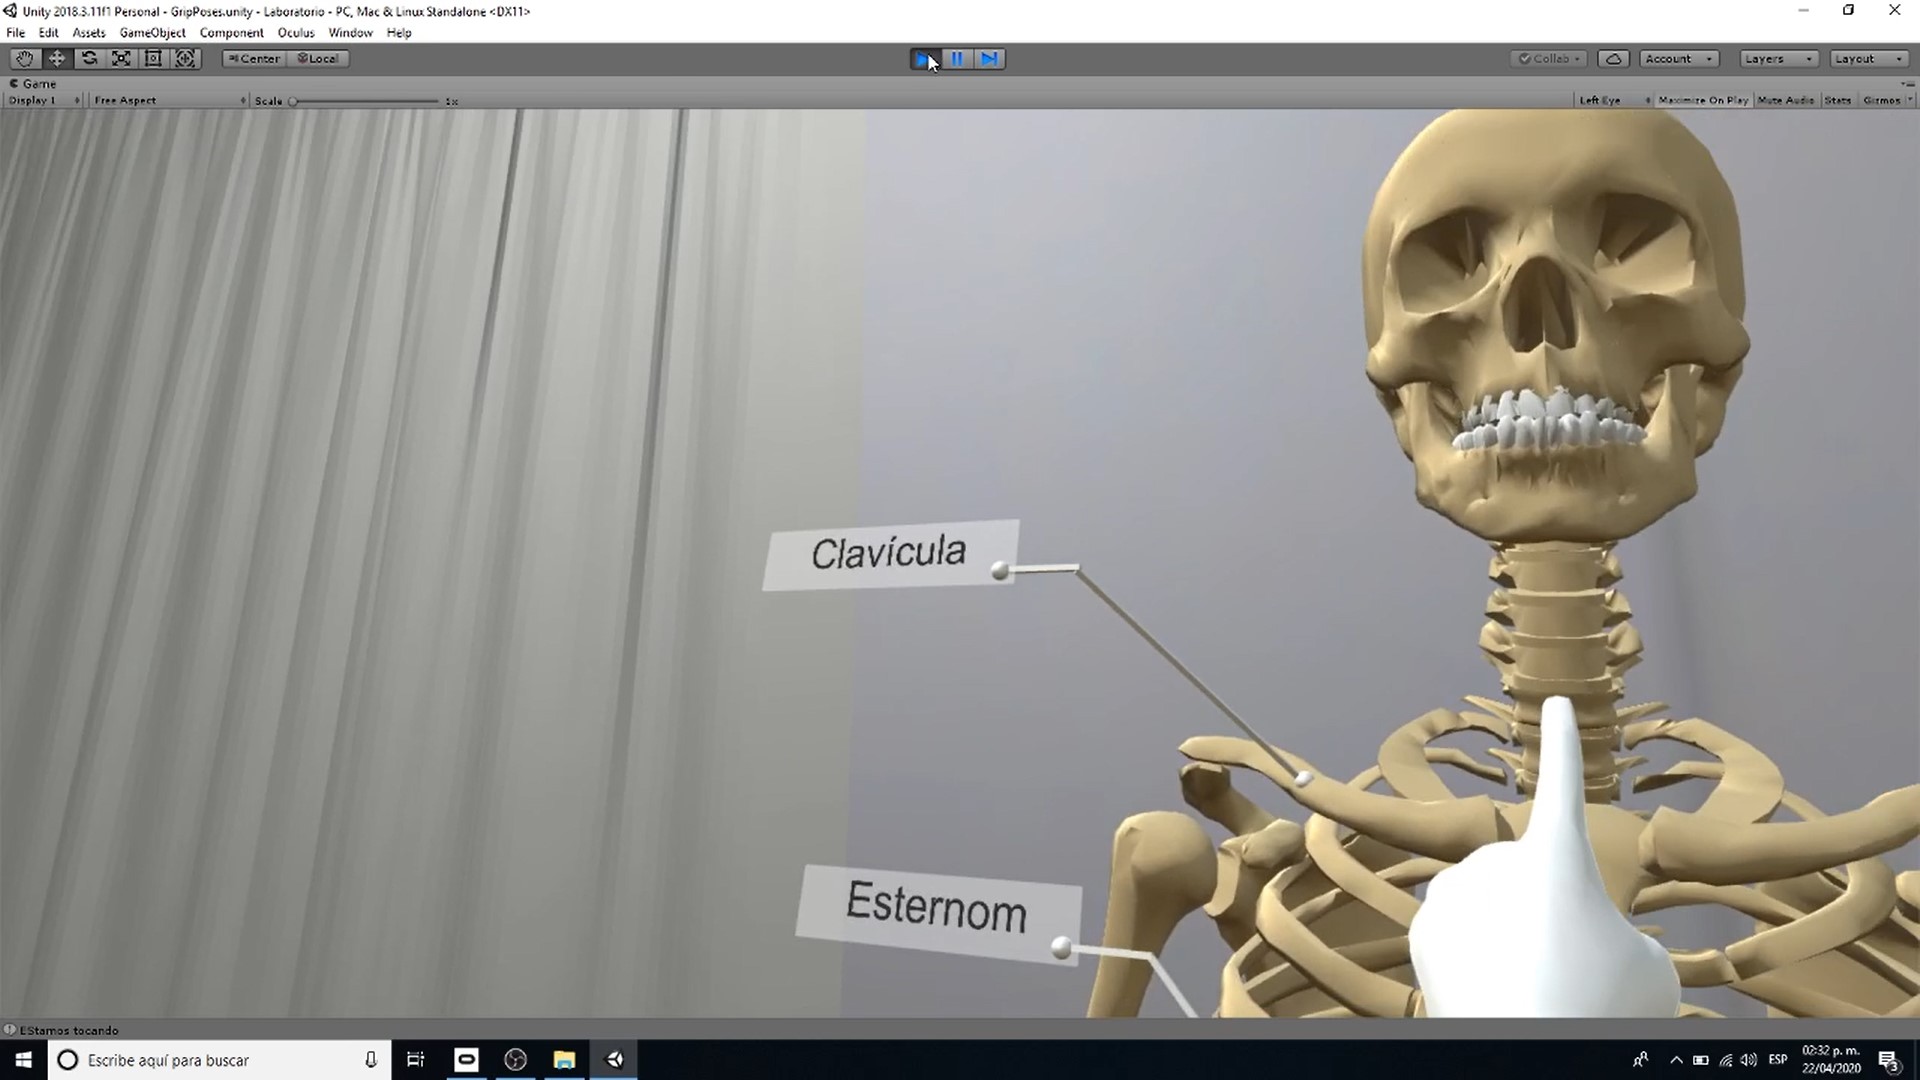 Unity 2018.3.11f1 Personal - GripPoses.unity - Laboratorio - PC, Mac & Linux Standalone <DX11>
File Edit Assets GameObject Component Oculus Window Help
Center Local Collab Account Layers Layout
Game
Display 1 Free Aspect Scale 1x Left Eye Maximize On Play Mute Audio Stats Gizmos
Clavícula
Esternom
EStamos tocando
Escribe aquí para buscar
ESP
02:32 p. m.
22/04/2020
3